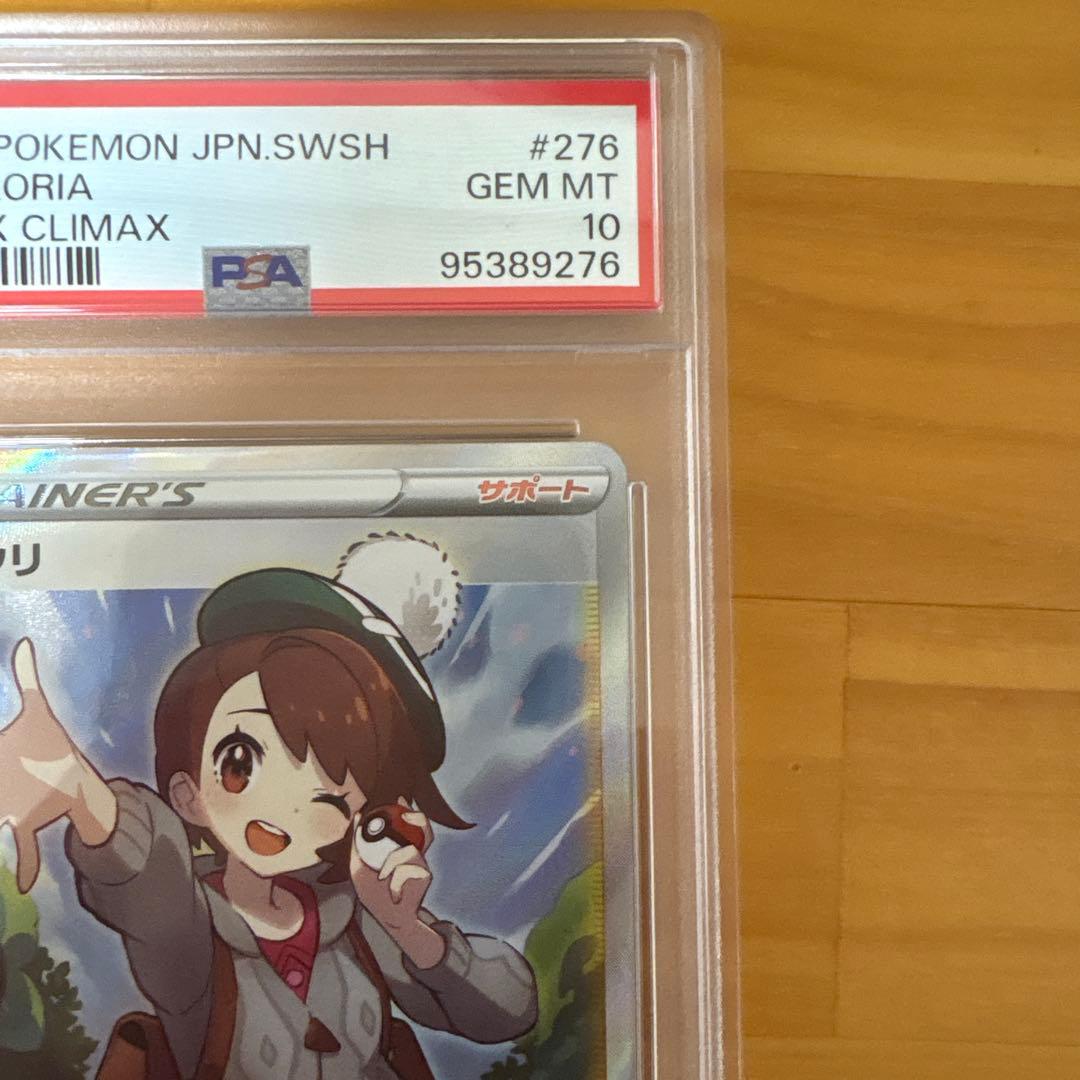 POKEMON JPN.SWSH #276
ORIA GEM MT
X CLIMAX 10
PSA 95389276
AINER'S サポート
リ